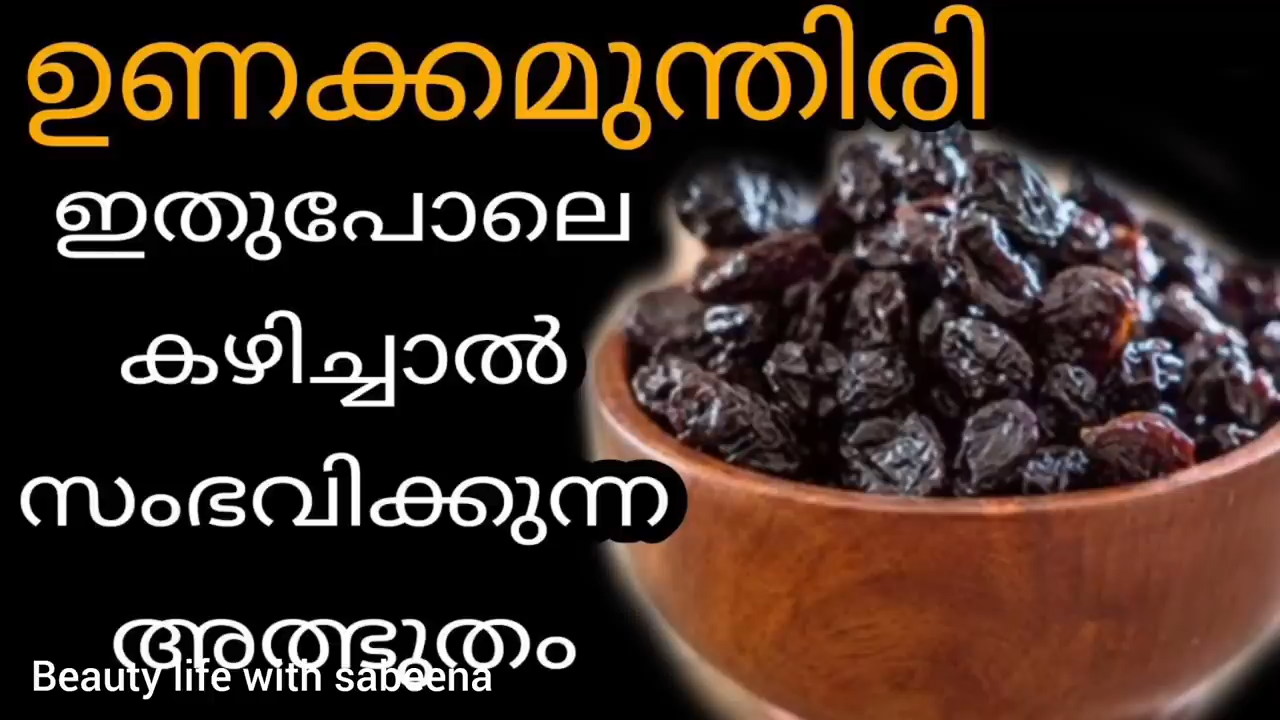 ഉണക്കമുന്തിരി
ഇതുപോലെ
കഴിച്ചാൽ
സംഭവിക്കുന്ന
അത്ഭുതം
Beauty life with sabeena